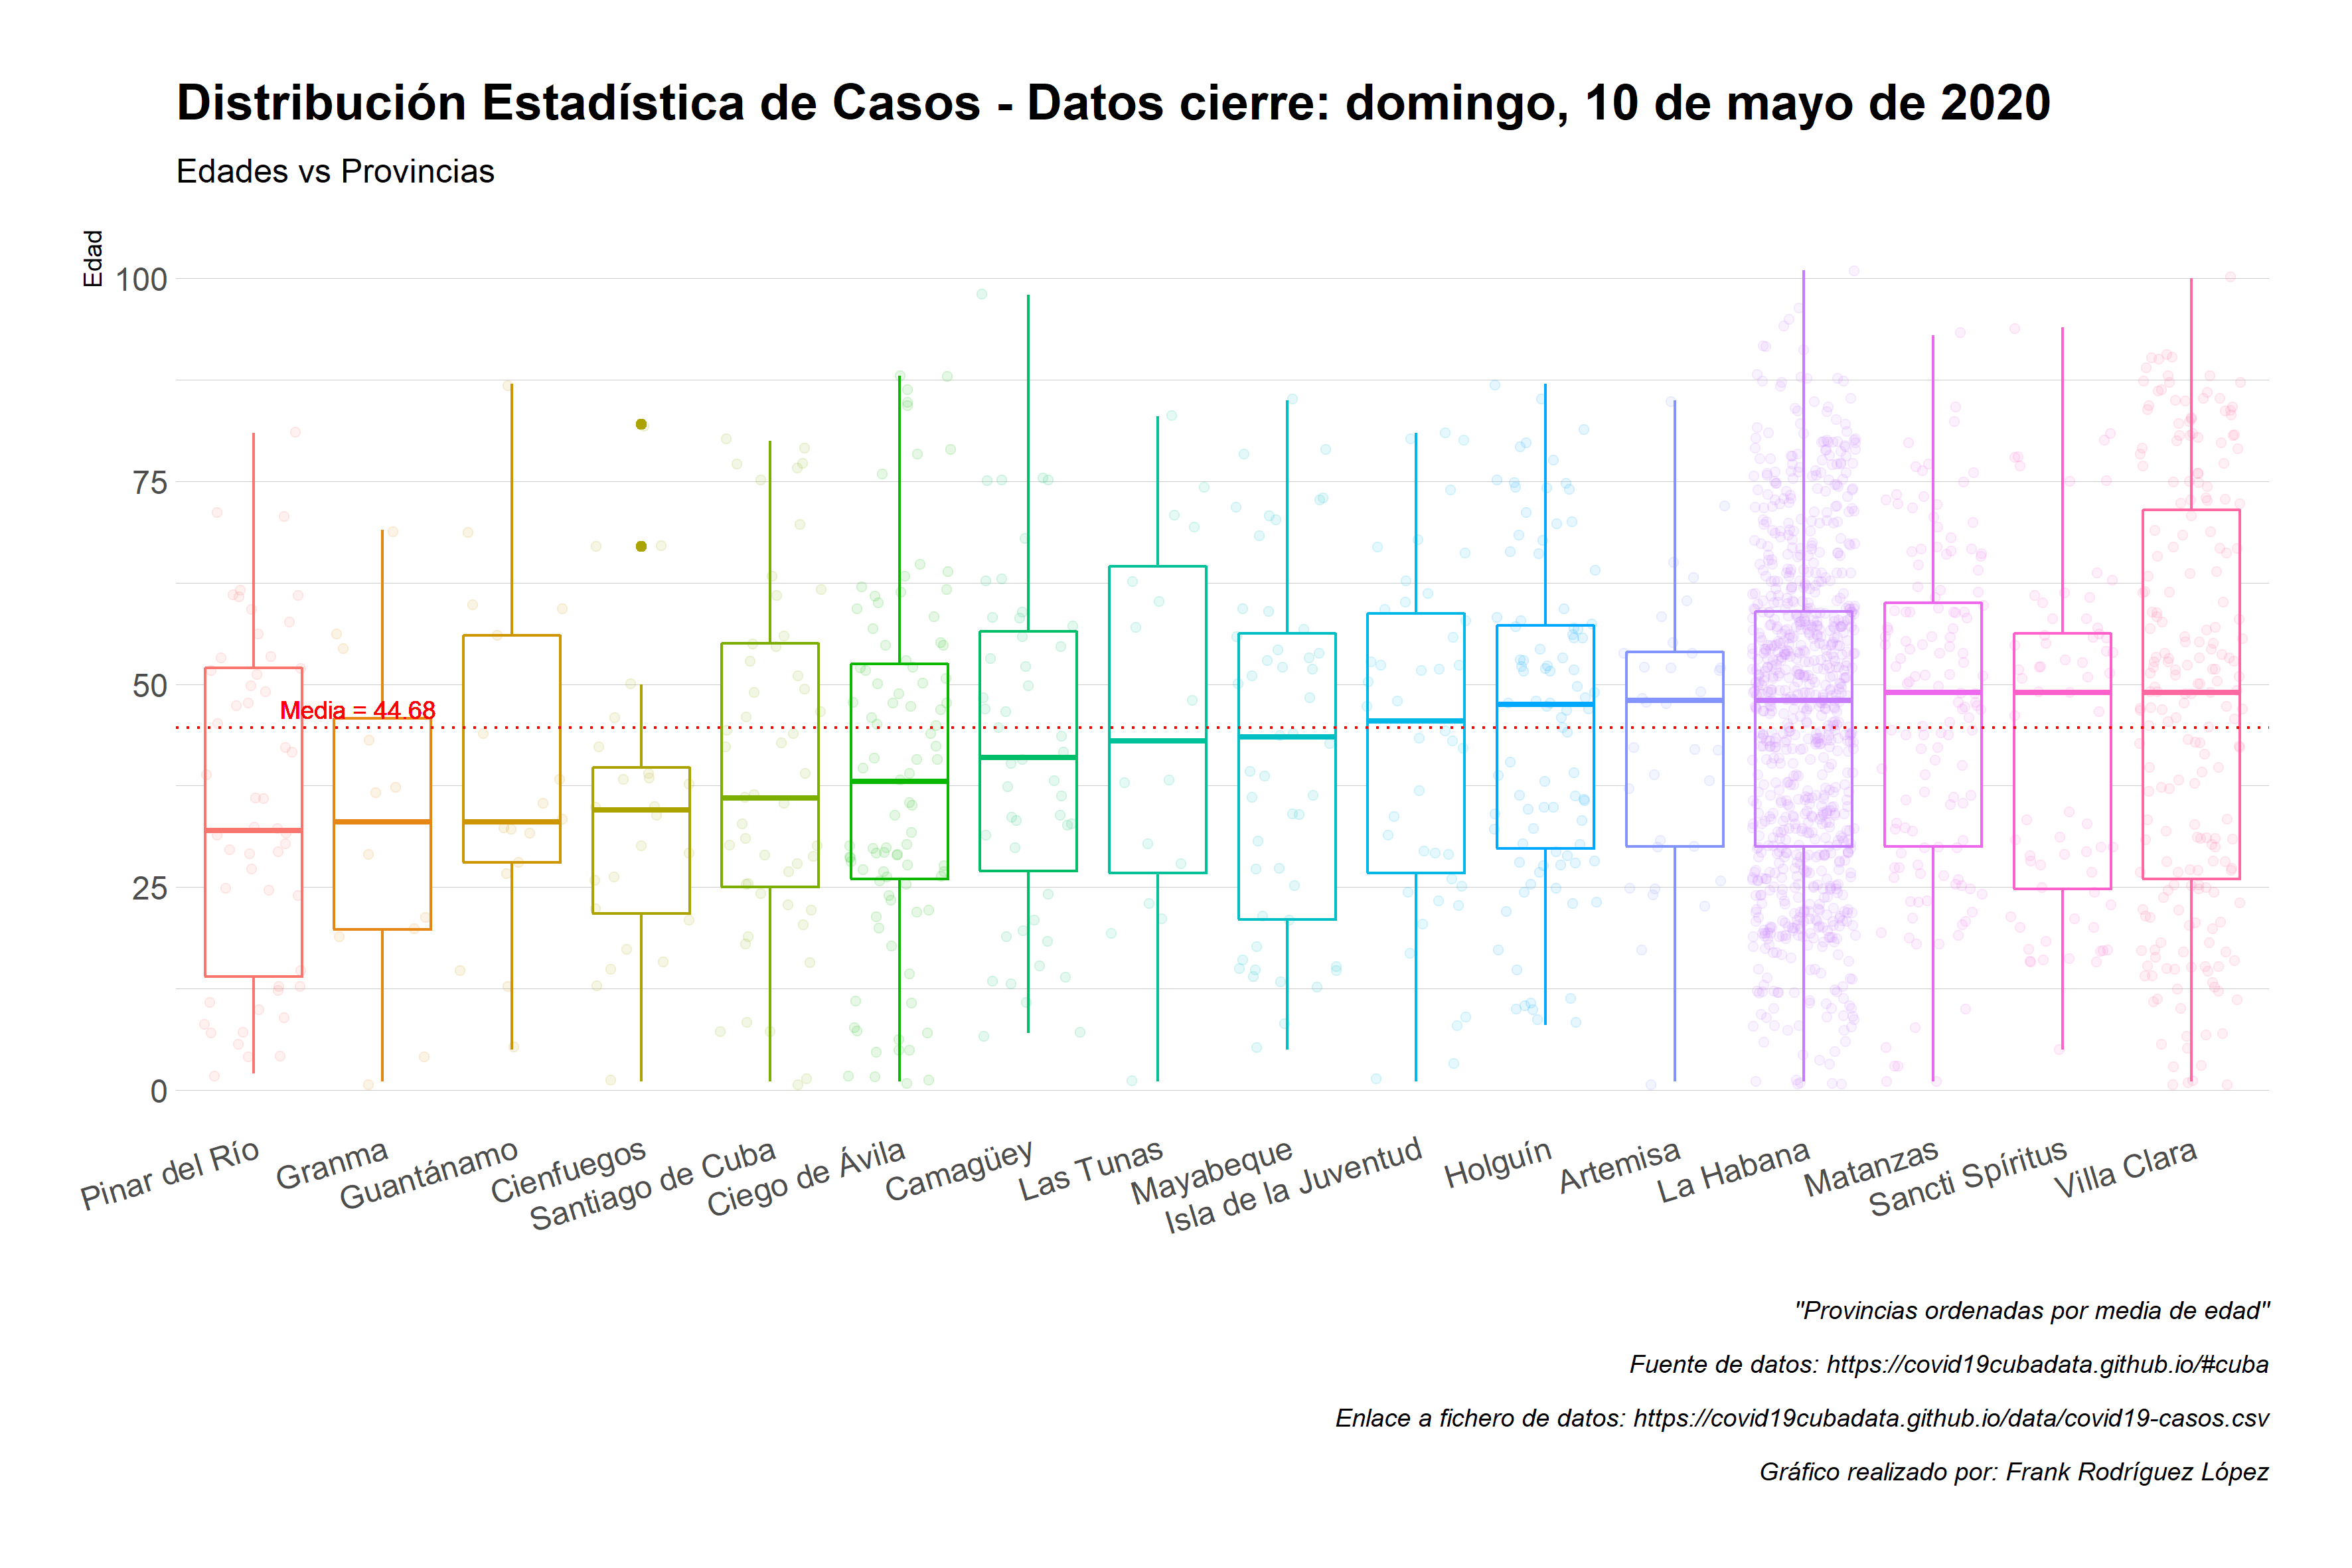 Distribución Estadística de Casos - Datos cierre: domingo, 10 de mayo de 2020
Edades vs Provincias
Edad
100
75
50
25
0
Media = 44.68
Pinar del Río
Granma
Guantánamo
Cienfuegos
Santiago de Cuba
Ciego de Ávila
Camagüey
Las Tunas
Mayabeque
Isla de la Juventud
Holguín
Artemisa
La Habana
Matanzas
Sancti Spíritus
Villa Clara
"Provincias ordenadas por media de edad"
Fuente de datos: https://covid19cubadata.github.io/#cuba
Enlace a fichero de datos: https://covid19cubadata.github.io/data/covid19-casos.csv
Gráfico realizado por: Frank Rodríguez López